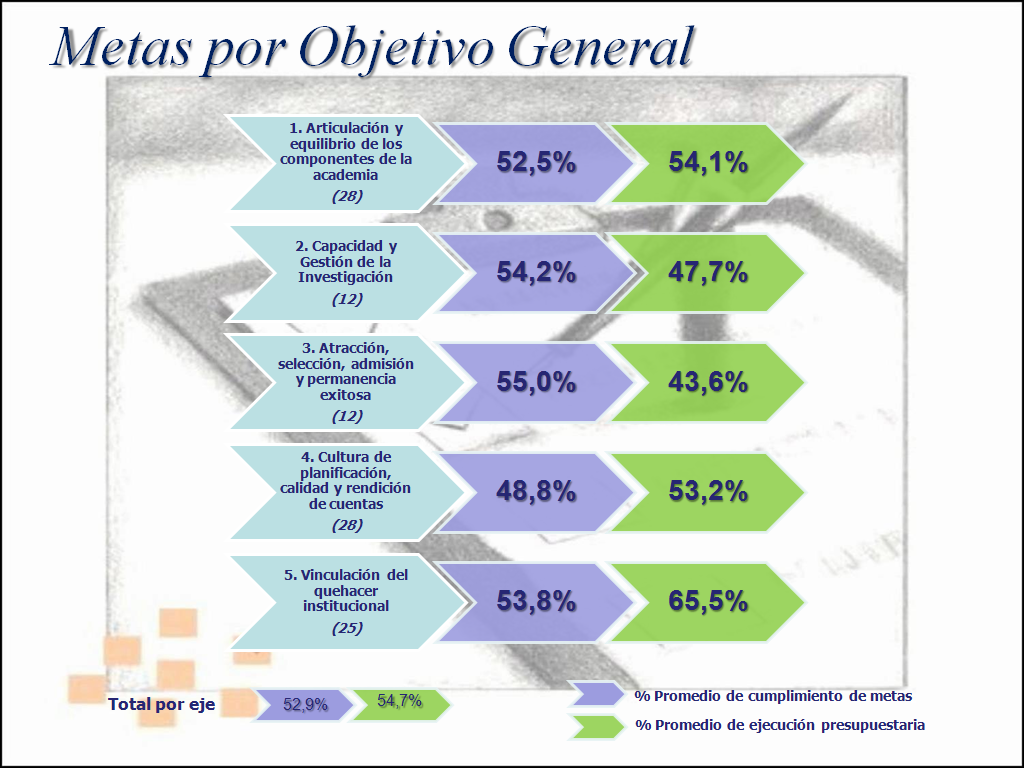 Metas por Objetivo General
1. Articulación y
equilibrio de los
componentes de la
academia
(28)
52,5%
54,1%
2. Capacidad y
Gestión de la
Investigación
(12)
54,2%
47,7%
3. Atracción,
selección, admisión
y permanencia
exitosa
(12)
55,0%
43,6%
4. Cultura de
planificación,
calidad y rendición
de cuentas
(28)
48,8%
53,2%
5. Vinculación del
quehacer
institucional
(25)
53,8%
65,5%
Total por eje
52,9%
54,7%
% Promedio de cumplimiento de metas
% Promedio de ejecución presupuestaria